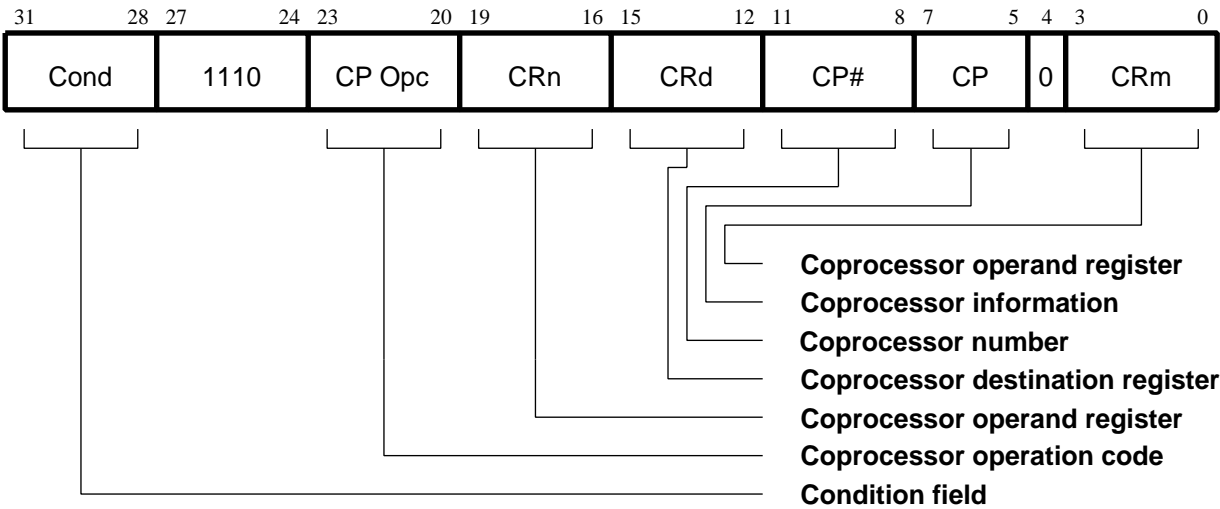 31 28 27 24 23 20 19 16 15 12 11 8 7 5 4 3 0
Cond 1110 CP Opc CRn CRd CP# CP 0 CRm
Coprocessor operand register
Coprocessor information
Coprocessor number
Coprocessor destination register
Coprocessor operand register
Coprocessor operation code
Condition field